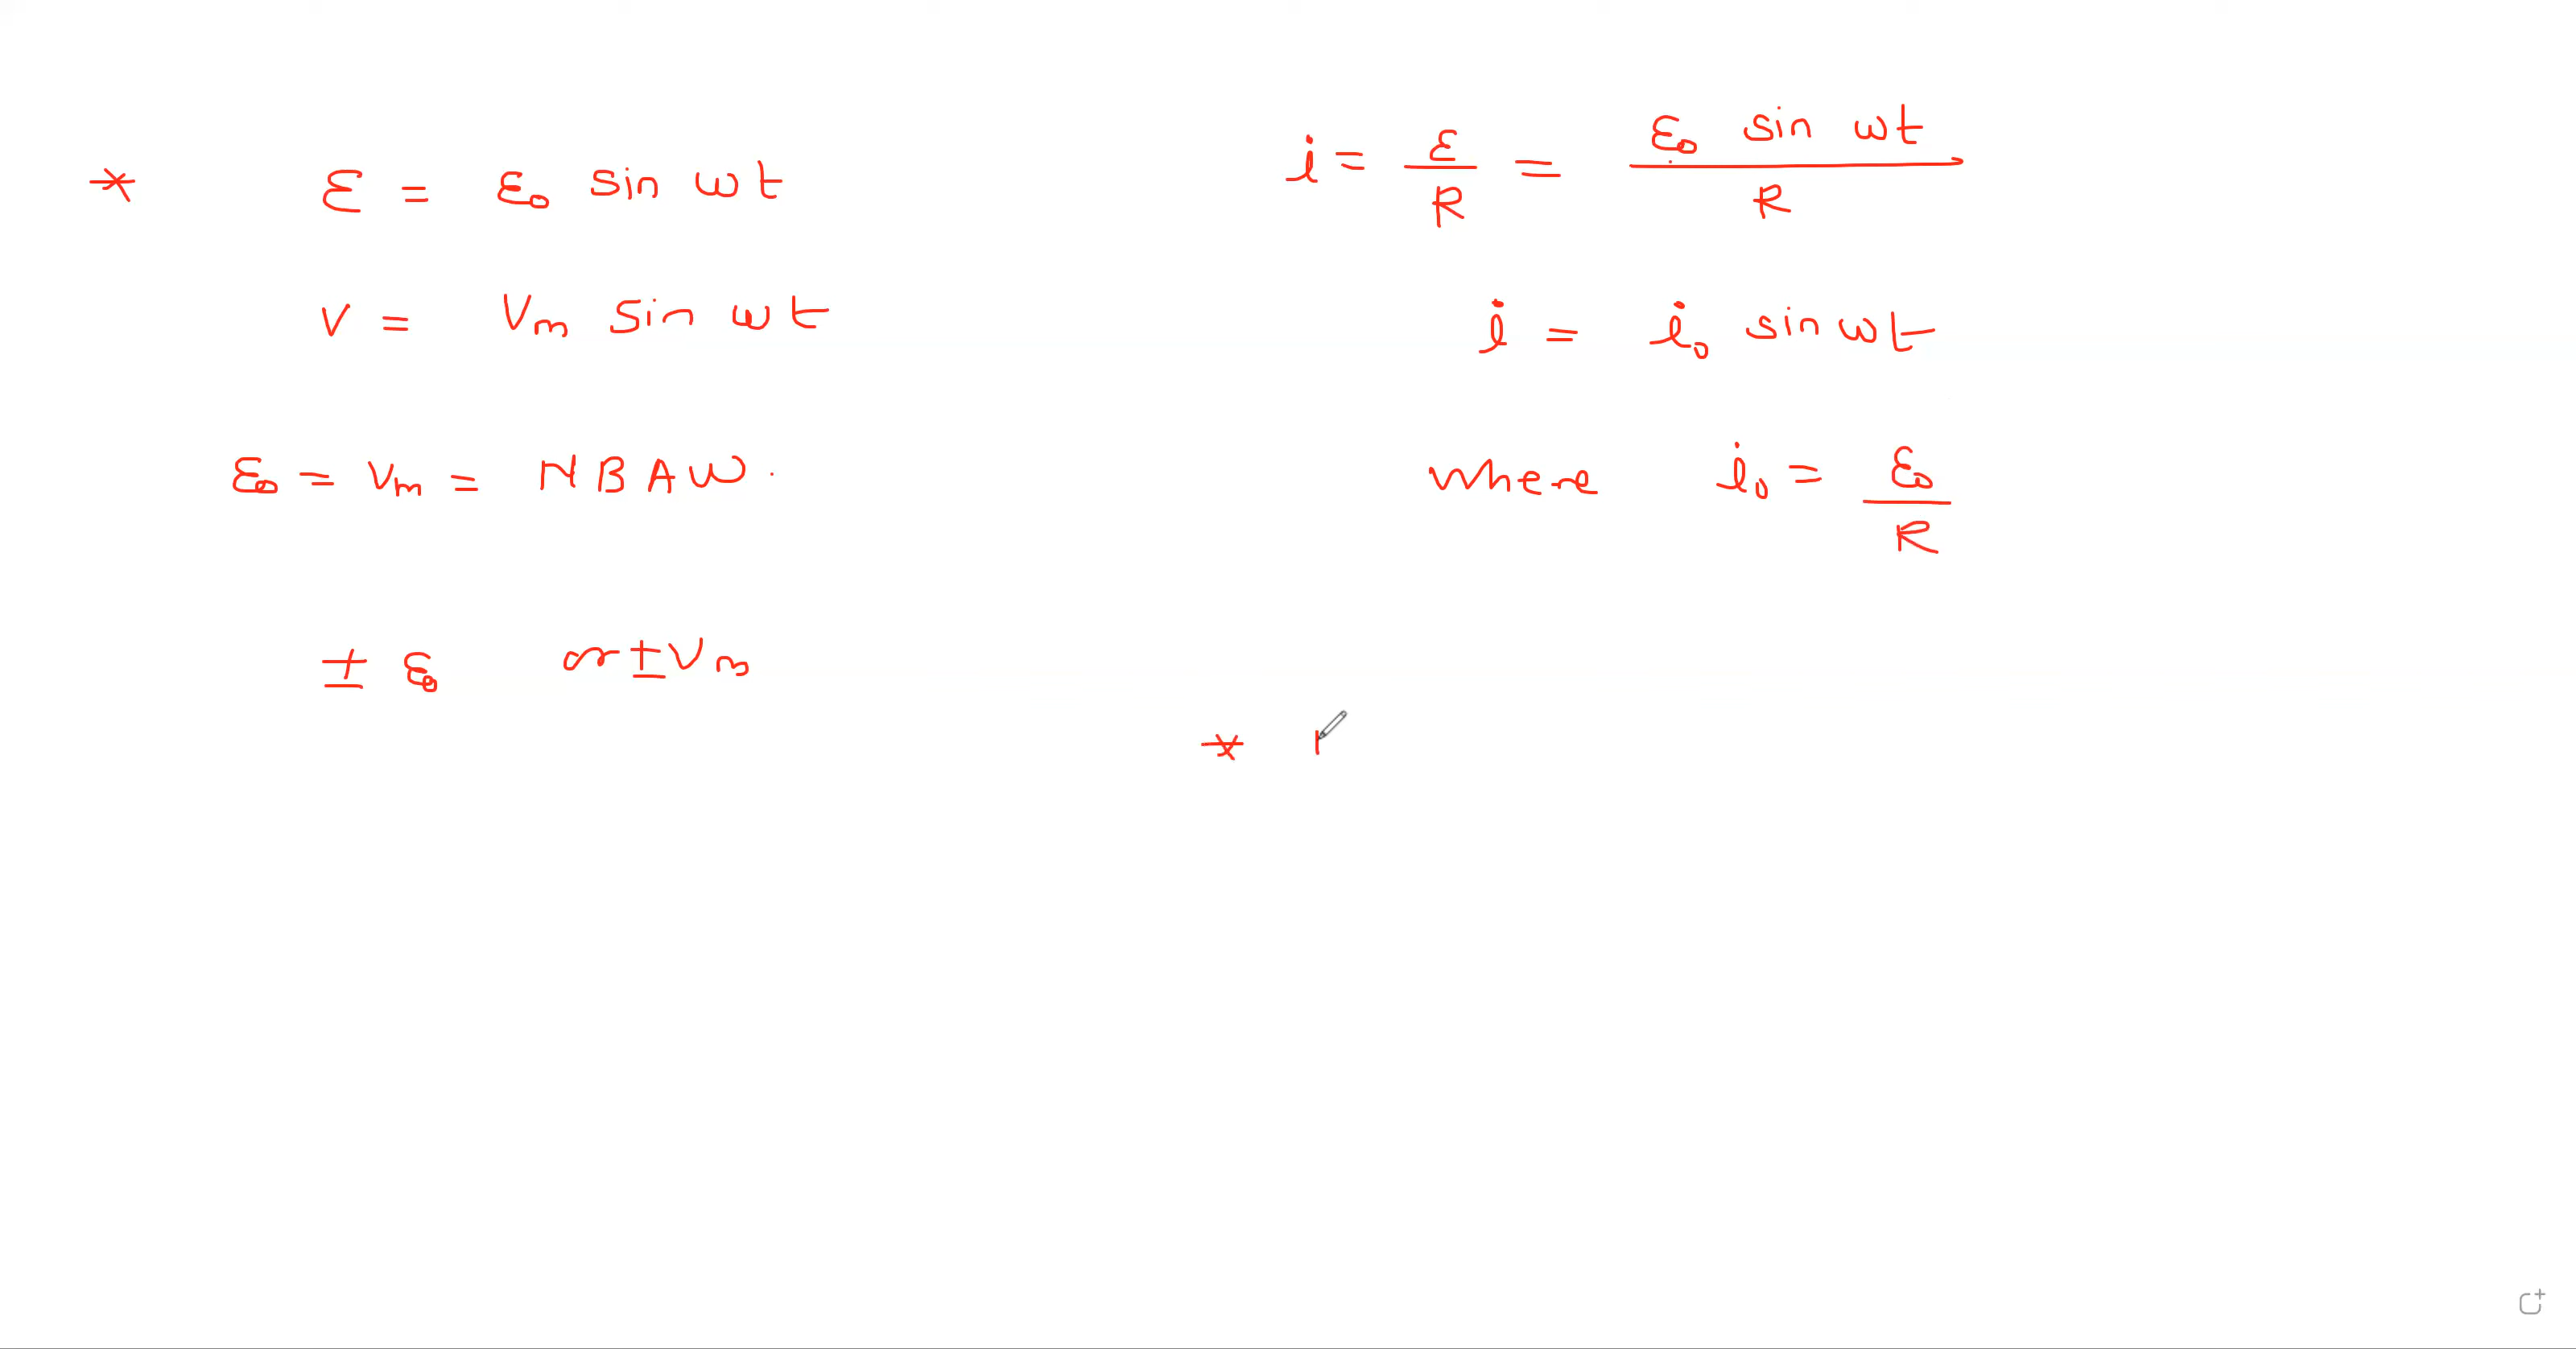 * ε = ε₀ sin ωt
v = Vm sin ωt
ε₀ = Vm = NBAω.
± ε₀ or ± Vm
i = ε/R = ε₀ sin ωt / R
i = i₀ sin ωt
where i₀ = ε₀/R
*